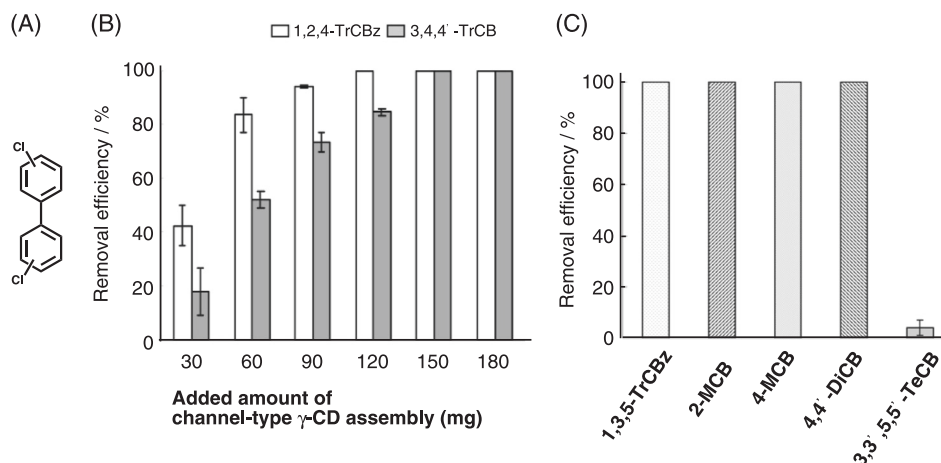 (A)
Cl
Cl
(B)
1,2,4-TrCBz 3,4,4'-TrCB
Removal efficiency / %
100
80
60
40
20
0
30 60 90 120 150 180
Added amount of
channel-type γ-CD assembly (mg)
(C)
Removal efficiency / %
100
80
60
40
20
0
1,3,5-TrCBz
2-MCB
4-MCB
4,4'-DiCB
3,3',5,5'-TeCB